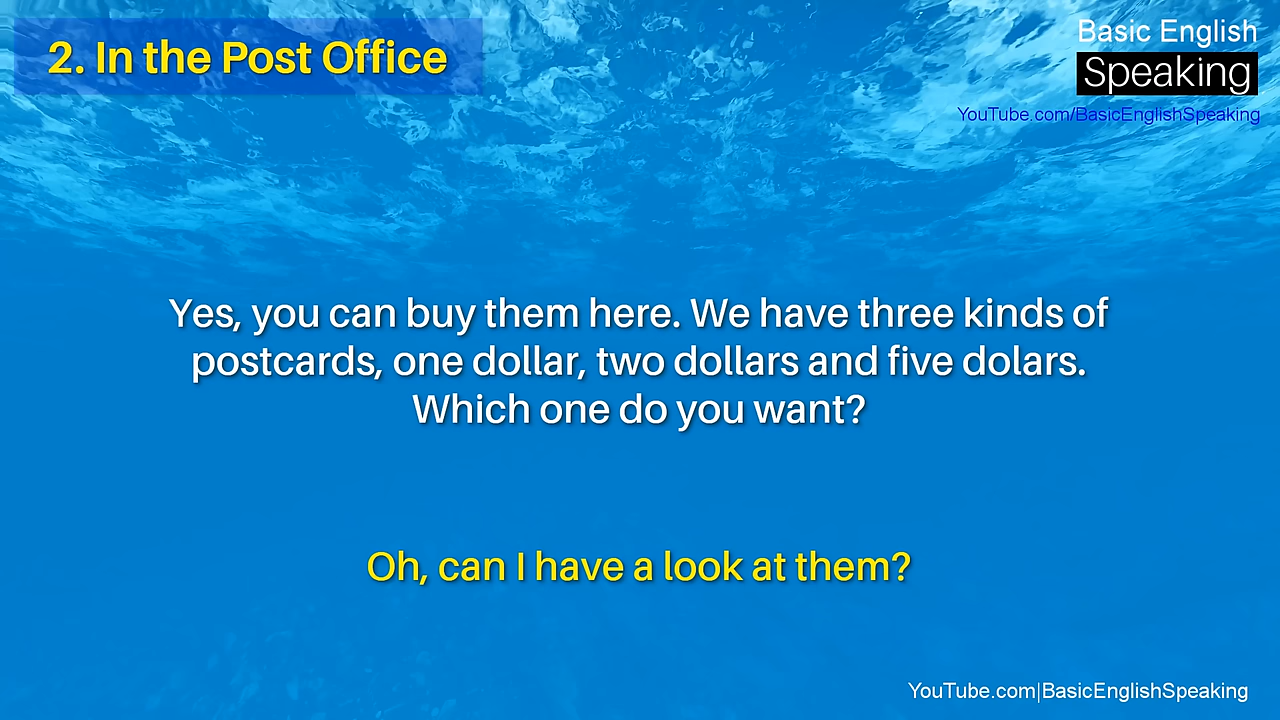 2. In the Post Office
Basic English
Speaking
YouTube.com/BasicEnglishSpeaking
Yes, you can buy them here. We have three kinds of
postcards, one dollar, two dollars and five dolars.
Which one do you want?
Oh, can I have a look at them?
YouTube.com|BasicEnglishSpeaking